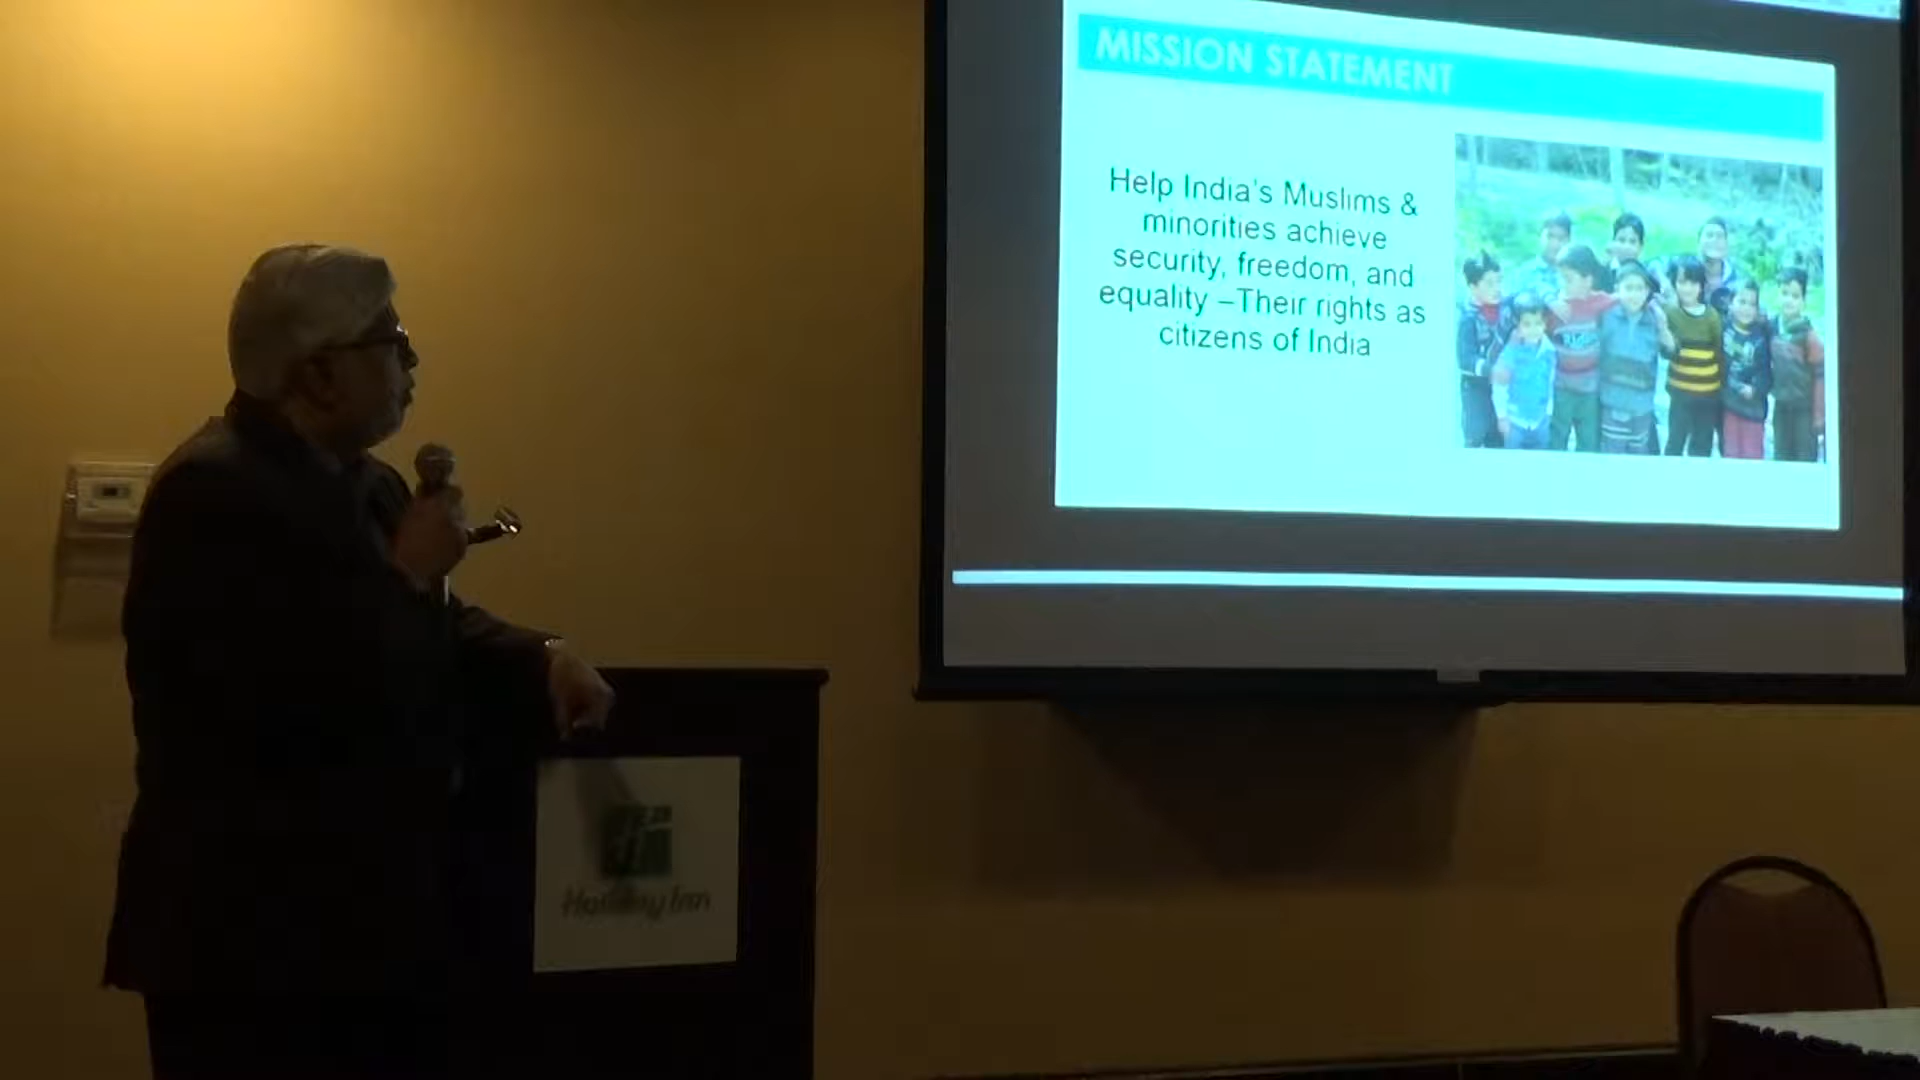 MISSION STATEMENT
Help India's Muslims &
minorities achieve
security, freedom, and
equality –Their rights as
citizens of India
Holiday Inn